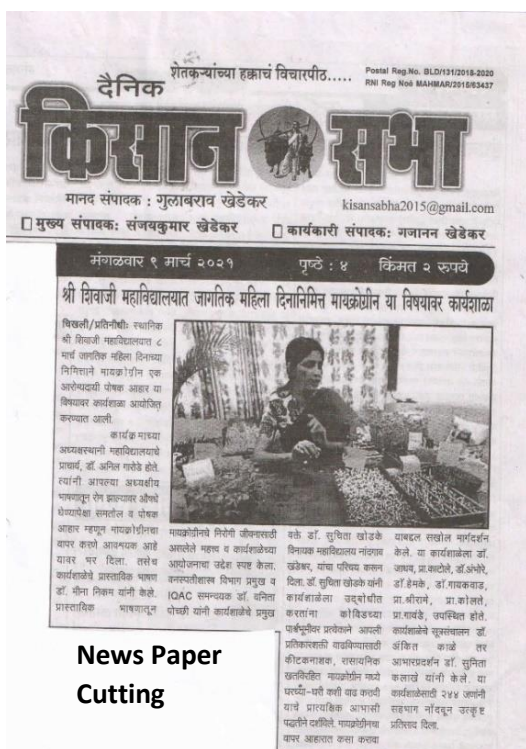 शेतकऱ्यांच्या हक्काचं विचारपीठ.....
Postal Reg.No. BLD/131/2018-2020
RNI Reg Noê MAHMAR/2015/63437
दैनिक
किसान सभा
मानद संपादक : गुलाबराव खेडेकर
kisansabha2015@gmail.com
मुख्य संपादक: संजयकुमार खेडेकर
कार्यकारी संपादक: गजानन खेडेकर
मंगळवार ९ मार्च २०२१ पृष्ठे : ४ किंमत २ रुपये
श्री शिवाजी महाविद्यालयात जागतिक महिला दिनानिमित्त मायक्रोग्रीन या विषयावर कार्यशाळा
चिखली/प्रतिनीधीः स्थानिक
श्री शिवाजी महाविद्यालयात ८
मार्च जागतिक महिला दिनाच्या
निमित्ताने मायक्रोग्रीन एक
आरोग्यदायी पोषक आहार या
विषयावर कार्यशाळा आयोजित
करण्यात आली.
कार्यक्रमाच्या
अध्यक्षस्थानी महाविद्यालयाचे
प्राचार्य, डॉ. अनिल गारोडे होते.
त्यांनी आपल्या अध्यक्षीय
भाषणातून रोग झाल्यावर औषधे
घेण्यापेक्षा समतोल व पोषक
आहार म्हणून मायक्रोग्रीनचा
वापर करणे आवश्यक आहे
यावर भर दिला. तसेच
कार्यशाळेचे प्रास्ताविक भाषण
डॉ. मीना निकम यांनी केले.
प्रास्ताविक भाषणातून
मायक्रोग्रीनचे निरोगी जीवनासाठी
असलेले महत्व व कार्यशाळेच्या
आयोजनाचा उद्देश स्पष्ट केला.
वनस्पतीशास्त्र विभाग प्रमुख व
IQAC समन्वयक डॉ. वनिता
पोच्छी यांनी कार्यशाळेचे प्रमुख
वक्ते डॉ. सुचिता खोडके
विनायक महाविद्यालय नांदगाव
खंडेश्वर, यांचा परिचय करून
दिला. डॉ. सुचिता खोडके यांनी
कार्यशाळेला उद्बोधीत
करतांना कोविडच्या
पार्श्वभूमीवर प्रत्येकाने आपली
प्रतिकारशक्ती वाढविण्यासाठी
कीटकनाशक, रासायनिक
खतविरहित मायक्रोग्रीन मध्ये
घरच्या-घरी कशी वाढ करावी
याचे प्रात्यक्षिक आभासी
पद्धतीने दर्शविले. मायक्रोग्रीनचा
वापर आहारात कसा करावा
याबद्दल सखोल मार्गदर्शन
केले. या कार्यशाळेला डॉ.
जाधव, प्रा.काटोले, डॉ.अंभोरे,
डॉ हेमके, डॉ.गायकवाड,
प्रा.श्रीरामे, प्रा.कोलते,
प्रा.गावंडे, उपस्थित होते.
कार्यशाळेचे सूत्रसंचालन डॉ.
अंकित काळे तर
आभारप्रदर्शन डॉ. सुनिता
कलाखे यांनी केले. या
कार्यशाळेसाठी २४४ जणांनी
सहभाग नोंदवून उत्कृष्ट
प्रतिसाद दिला.
News Paper
Cutting